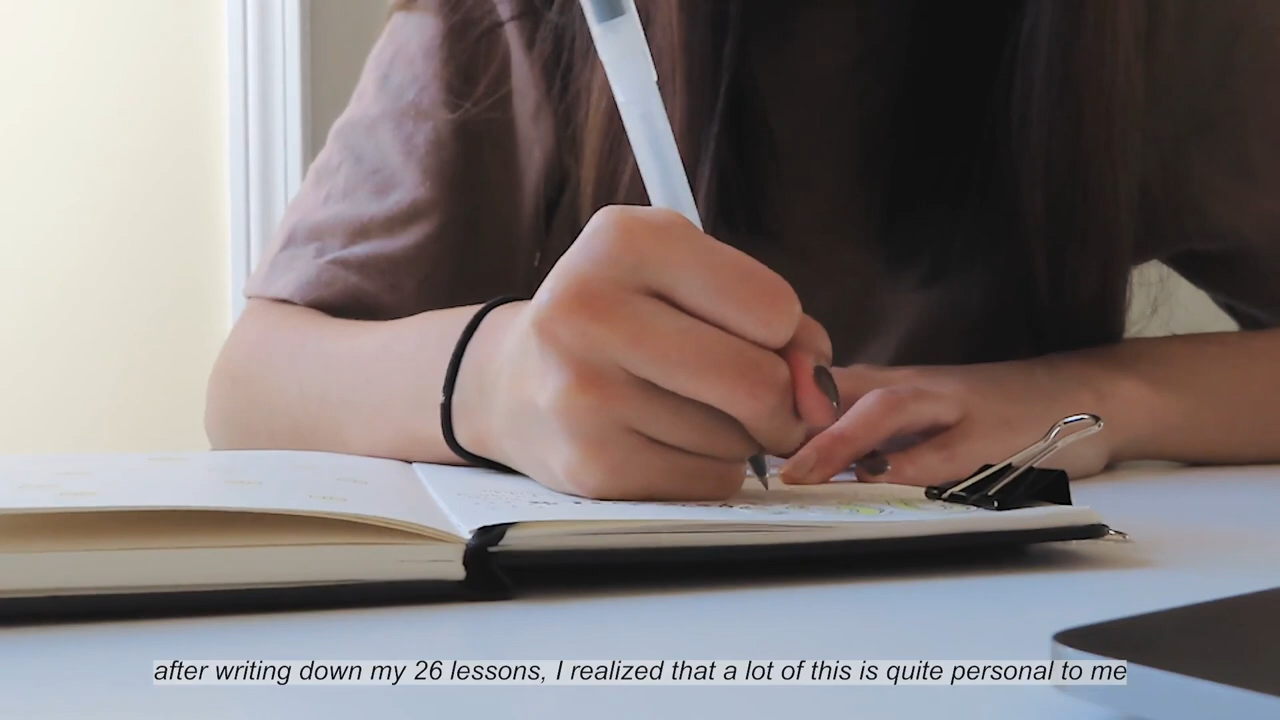 after writing down my 26 lessons, I realized that a lot of this is quite personal to me